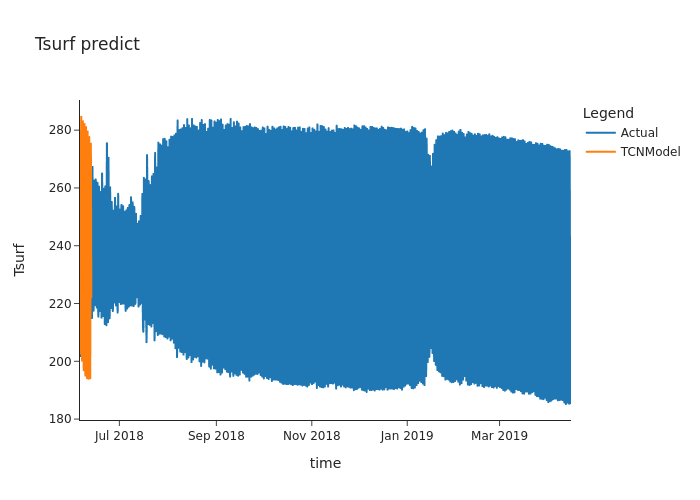 Tsurf predict
Legend
Actual
TCNModel
Tsurf
280
260
240
220
200
180
Jul 2018
Sep 2018
Nov 2018
Jan 2019
Mar 2019
time